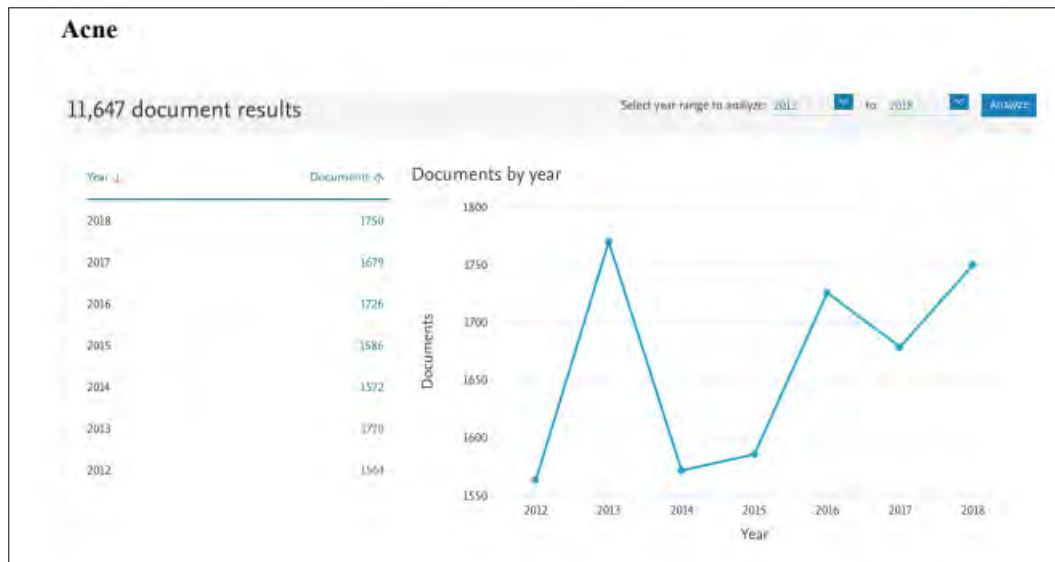 Acne
11,647 document results
Select year range to analyze: 2012 to 2018 Analyze
Year ↓ Documents ↑
2018 1750
2017 1679
2016 1726
2015 1586
2014 1572
2013 1770
2012 1564
Documents by year
1800
1750
1700
1650
1600
1550
Documents
2012 2013 2014 2015 2016 2017 2018
Year